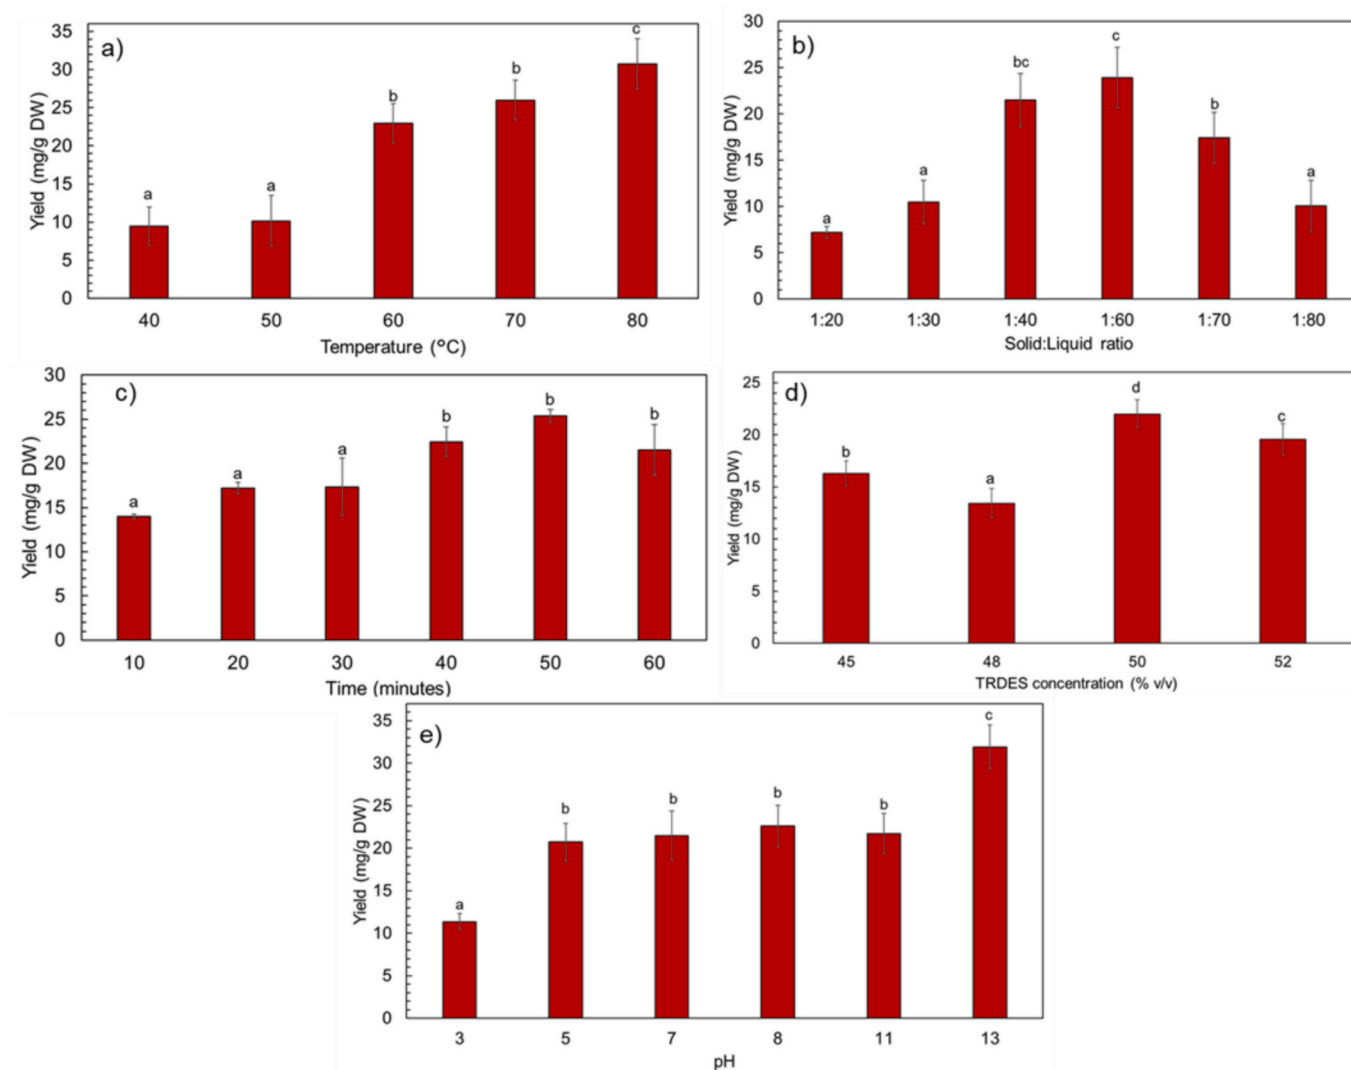 a)
Yield (mg/g DW)
35
30
25
20
15
10
5
0
a
a
b
b
c
40 50 60 70 80
Temperature (°C)
b)
Yield (mg/g DW)
30
25
20
15
10
5
0
a
a
bc
c
b
a
1:20 1:30 1:40 1:60 1:70 1:80
Solid:Liquid ratio
c)
Yield (mg/g DW)
30
25
20
15
10
5
0
a
a
a
b
b
b
10 20 30 40 50 60
Time (minutes)
d)
Yield (mg/g DW)
25
20
15
10
5
0
b
a
d
c
45 48 50 52
TRDES concentration (% v/v)
e)
Yield (mg/g DW)
35
30
25
20
15
10
5
0
a
b
b
b
b
c
3 5 7 8 11 13
pH